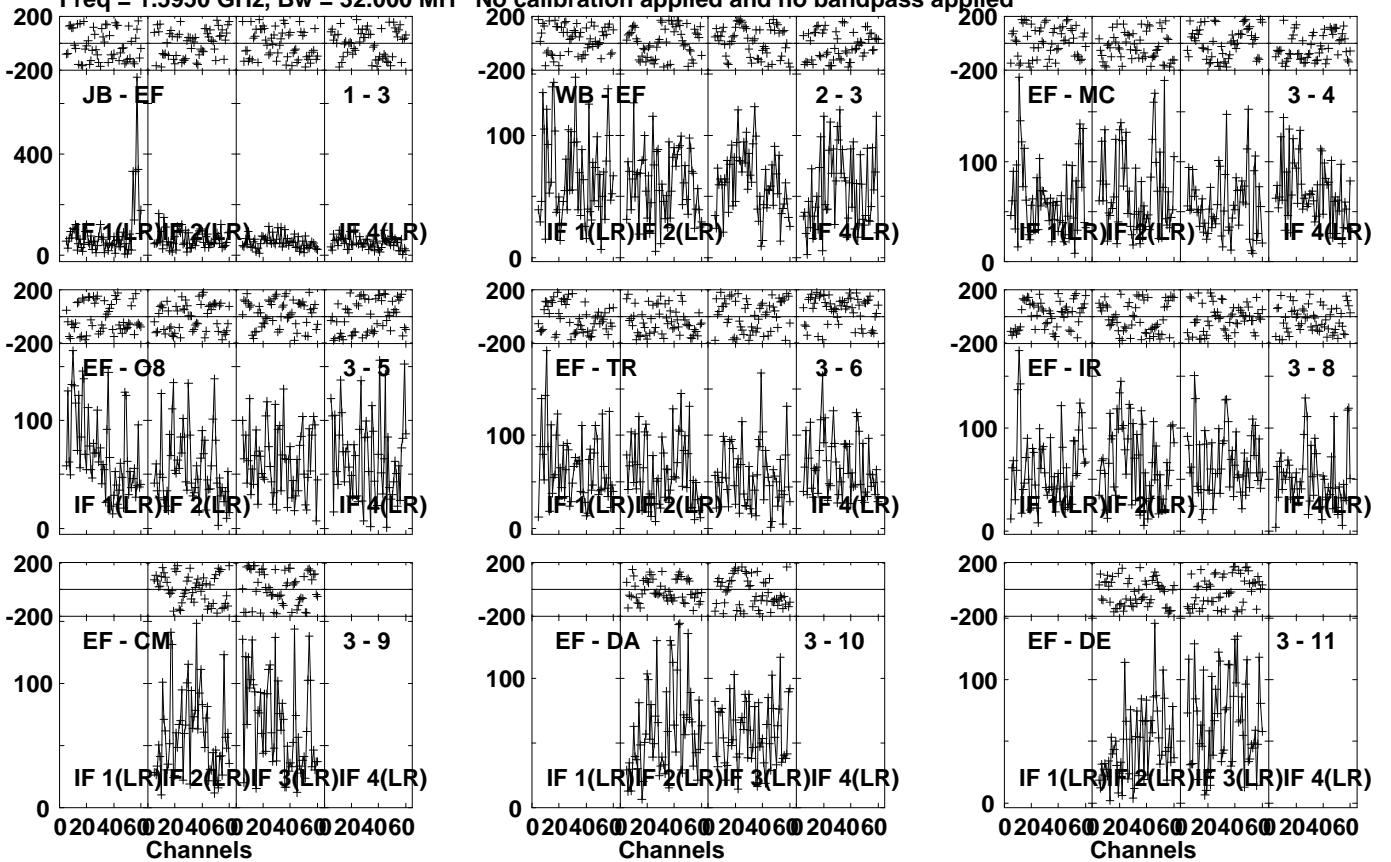 Freq = 1.5950 GHz, Bw = 32.000 MH No calibration applied and no bandpass applied
200
-200
JB - EF
1 - 3
400
0
IF 1(LR)
IF 2(LR)
IF 4(LR)
WB - EF
2 - 3
100
0
IF 1(LR)
IF 2(LR)
IF 4(LR)
200
-200
EF - MC
3 - 4
100
0
IF 1(LR)
IF 2(LR)
IF 4(LR)
200
-200
EF - O8
3 - 5
100
0
IF 1(LR)
IF 2(LR)
IF 4(LR)
200
-200
EF - TR
3 - 6
100
0
IF 1(LR)
IF 2(LR)
IF 4(LR)
200
-200
EF - IR
3 - 8
100
0
IF 1(LR)
IF 2(LR)
IF 4(LR)
200
-200
EF - CM
3 - 9
100
0
IF 1(LR)
IF 2(LR)
IF 3(LR)
IF 4(LR)
0 20 40 60 0 20 40 60 0 20 40 60 0 20 40 60
Channels
200
-200
EF - DA
3 - 10
100
0
IF 1(LR)
IF 2(LR)
IF 3(LR)
IF 4(LR)
0 20 40 60 0 20 40 60 0 20 40 60 0 20 40 60
Channels
200
-200
EF - DE
3 - 11
100
0
IF 1(LR)
IF 2(LR)
IF 3(LR)
IF 4(LR)
0 20 40 60 0 20 40 60 0 20 40 60 0 20 40 60
Channels